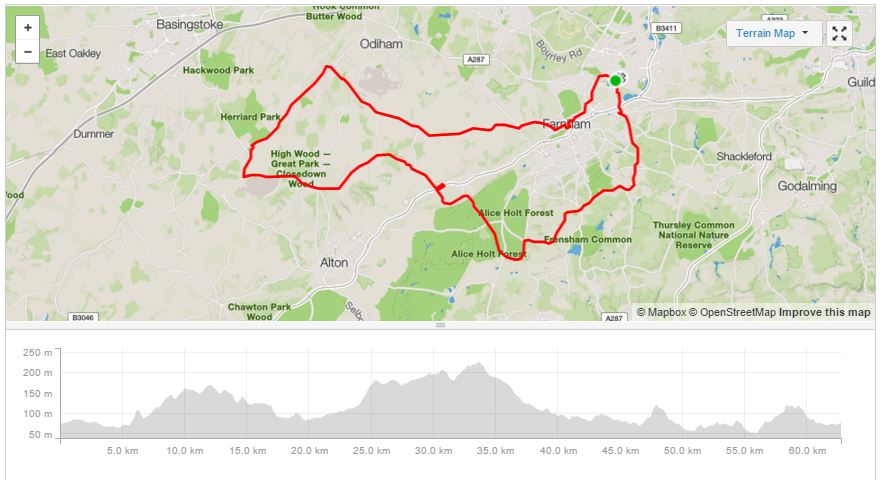 Hook Common
Butter Wood
Basingstoke
+
−
East Oakley
Odiham
Bourley Rd
A287
B3411
Terrain Map
Hackwood Park
Guild
Herriard Park
Farnham
Dummer
High Wood —
Great Park —
Closedown
Wood
Shackleford
Godalming
ood
Alice Holt Forest
Thursley Common
National Nature
Reserve
Frensham Common
Alice Holt Forest
Alton
Chawton Park
Wood
Selbo
B3046
A287
© Mapbox © OpenStreetMap Improve this map
250 m
200 m
150 m
100 m
50 m
5.0 km 10.0 km 15.0 km 20.0 km 25.0 km 30.0 km 35.0 km 40.0 km 45.0 km 50.0 km 55.0 km 60.0 km